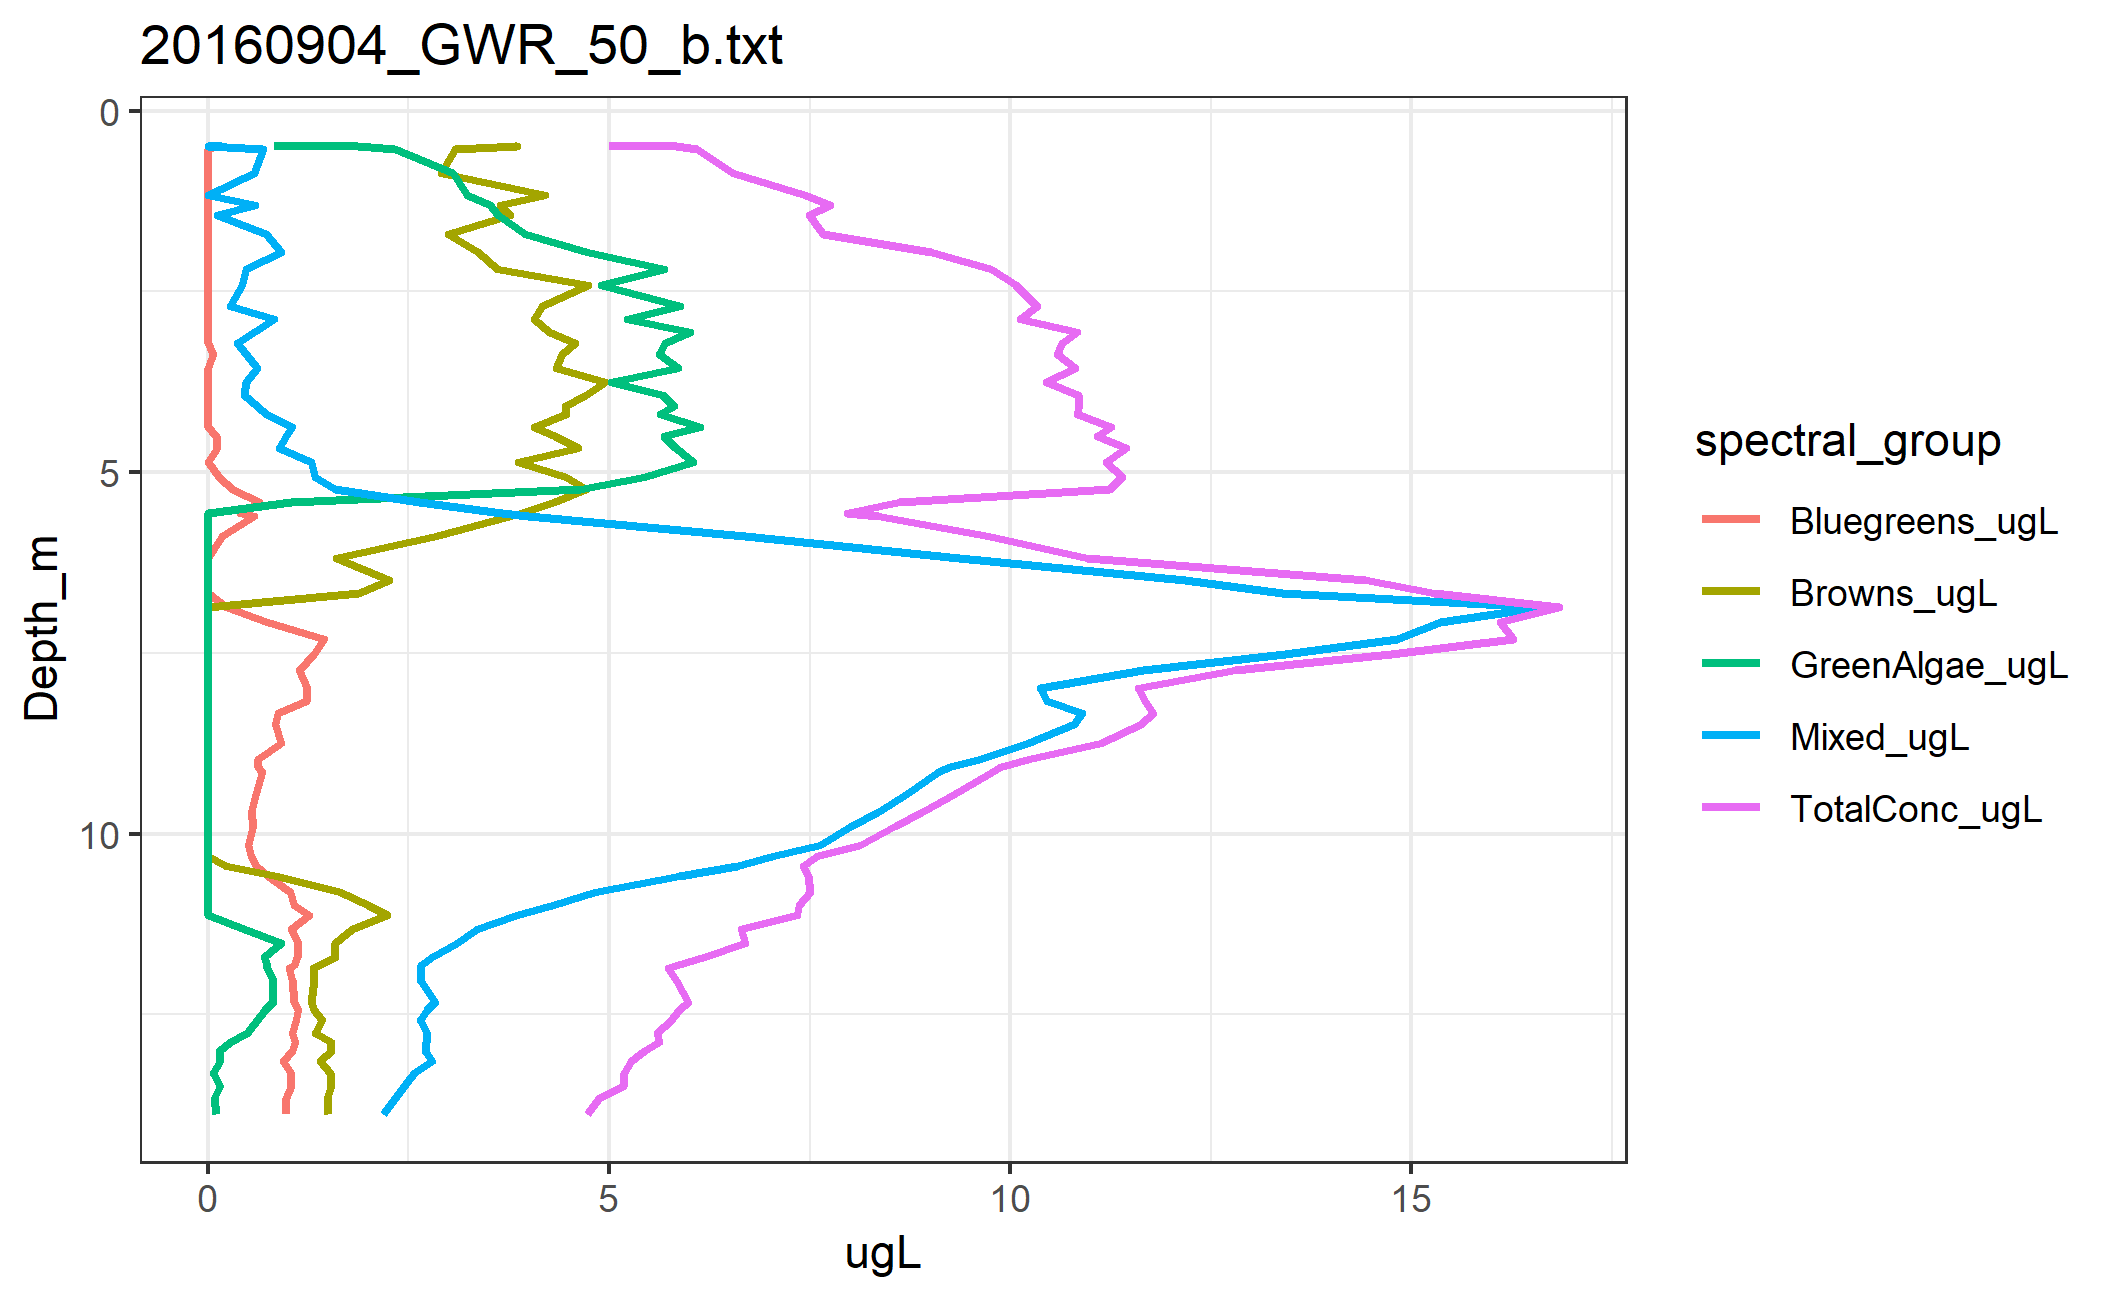 20160904_GWR_50_b.txt
0
5
10
Depth_m
0
5
10
15
ugL
spectral_group
Bluegreens_ugL
Browns_ugL
GreenAlgae_ugL
Mixed_ugL
TotalConc_ugL